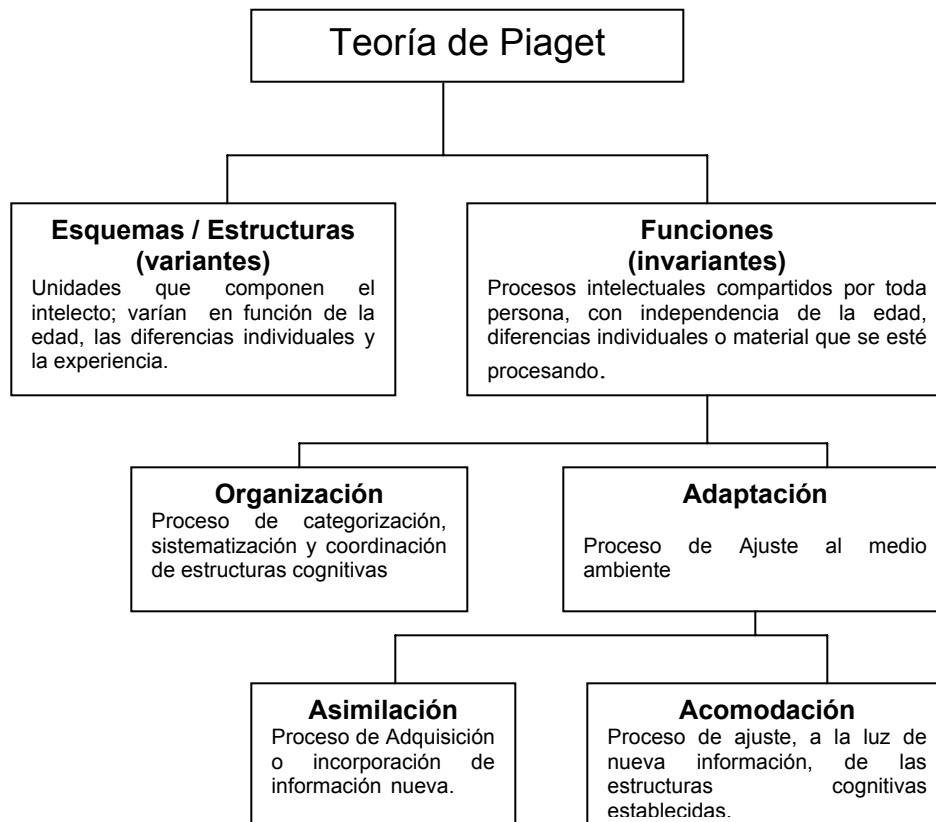 Teoría de Piaget
Esquemas / Estructuras
(variantes)
Unidades que componen el
intelecto; varían en función de la
edad, las diferencias individuales y
la experiencia.
Funciones
(invariantes)
Procesos intelectuales compartidos por toda
persona, con independencia de la edad,
diferencias individuales o material que se esté
procesando.
Organización
Proceso de categorización,
sistematización y coordinación
de estructuras cognitivas
Adaptación
Proceso de Ajuste al medio
ambiente
Asimilación
Proceso de Adquisición
o incorporación de
información nueva.
Acomodación
Proceso de ajuste, a la luz de
nueva información, de las
estructuras cognitivas
establecidas.